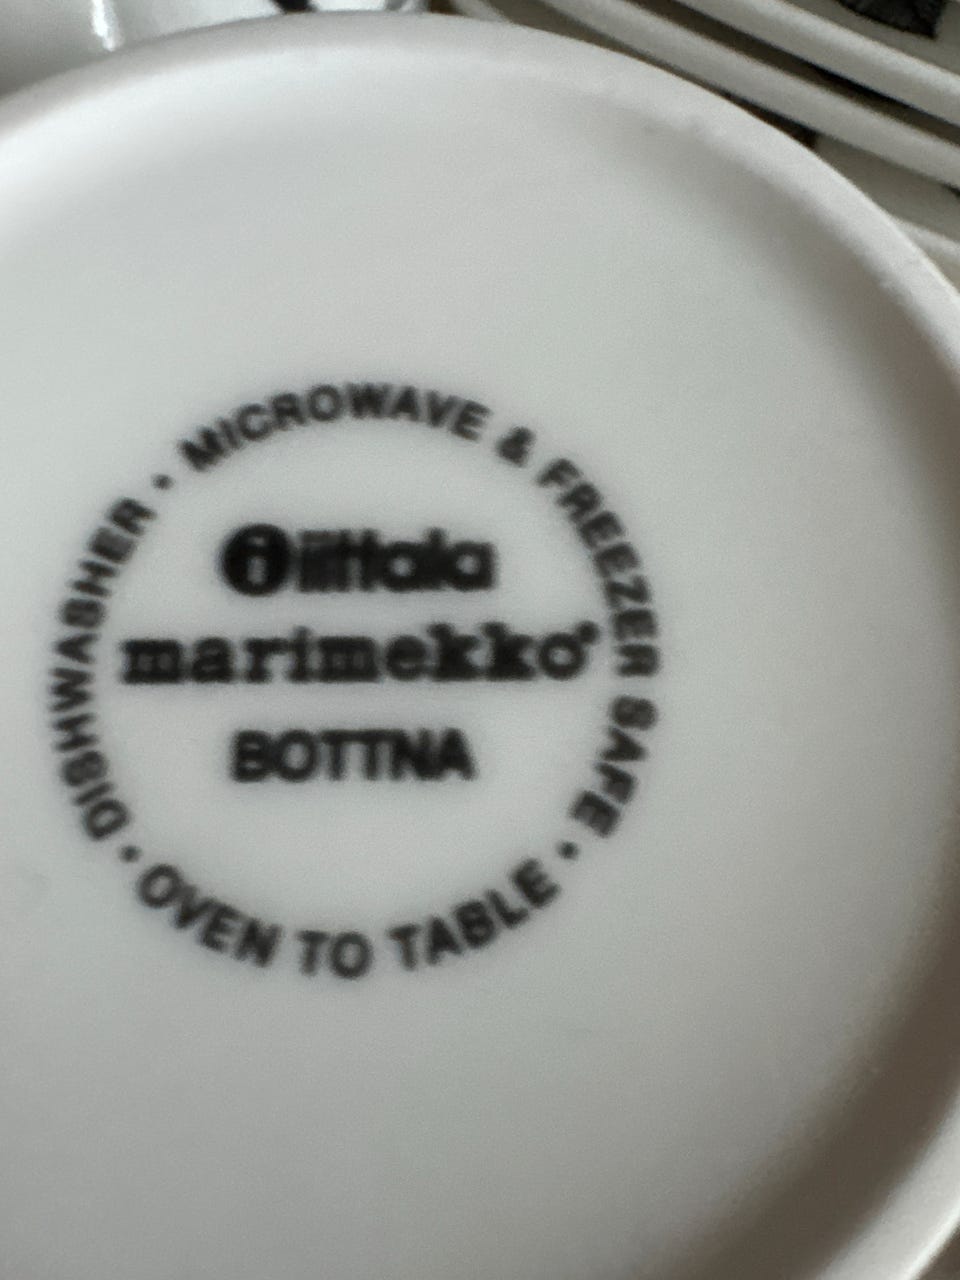 DISHWASHER · MICROWAVE & FREEZER SAFE · OVEN TO TABLE ·
i iittala
marimekko®
BOTTNA